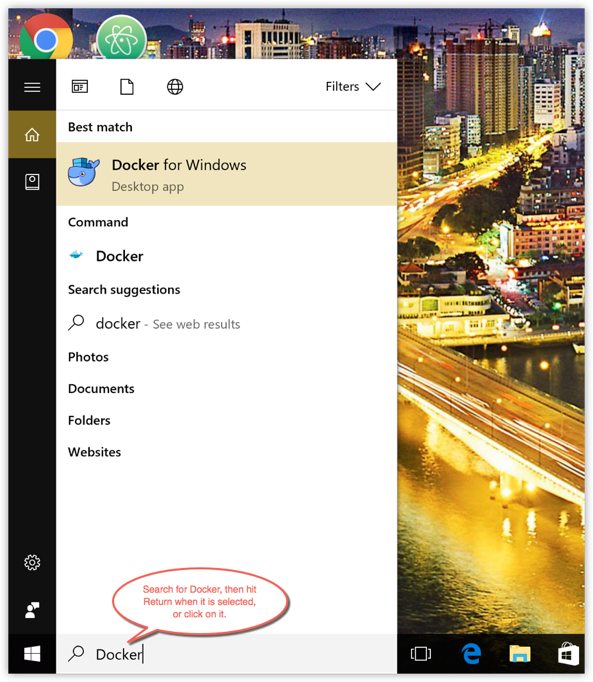 Filters
Best match
Docker for Windows
Desktop app
Command
Docker
Search suggestions
docker - See web results
Photos
Documents
Folders
Websites
Search for Docker, then hit
Return when it is selected,
or click on it.
Docker